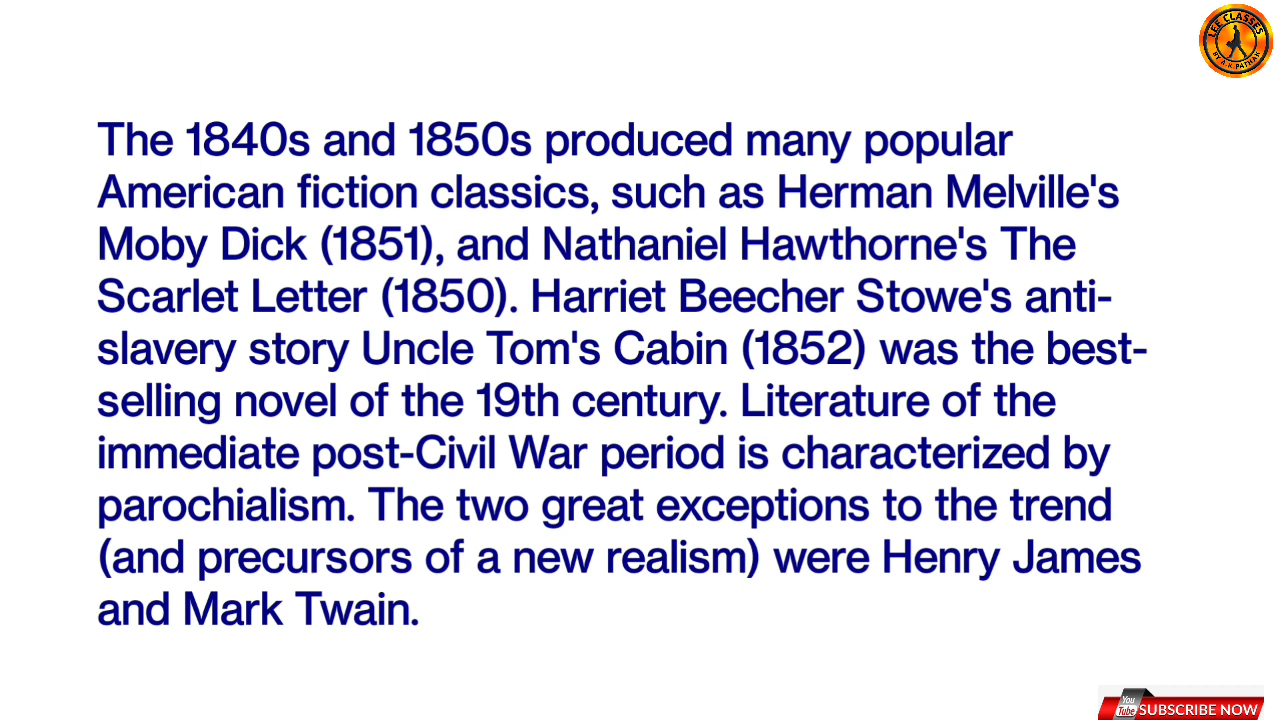 LEE CLASSES
BY A.K PATHAK
The 1840s and 1850s produced many popular
American fiction classics, such as Herman Melville's
Moby Dick (1851), and Nathaniel Hawthorne's The
Scarlet Letter (1850). Harriet Beecher Stowe's anti-
slavery story Uncle Tom's Cabin (1852) was the best-
selling novel of the 19th century. Literature of the
immediate post-Civil War period is characterized by
parochialism. The two great exceptions to the trend
(and precursors of a new realism) were Henry James
and Mark Twain.
You
Tube SUBSCRIBE NOW